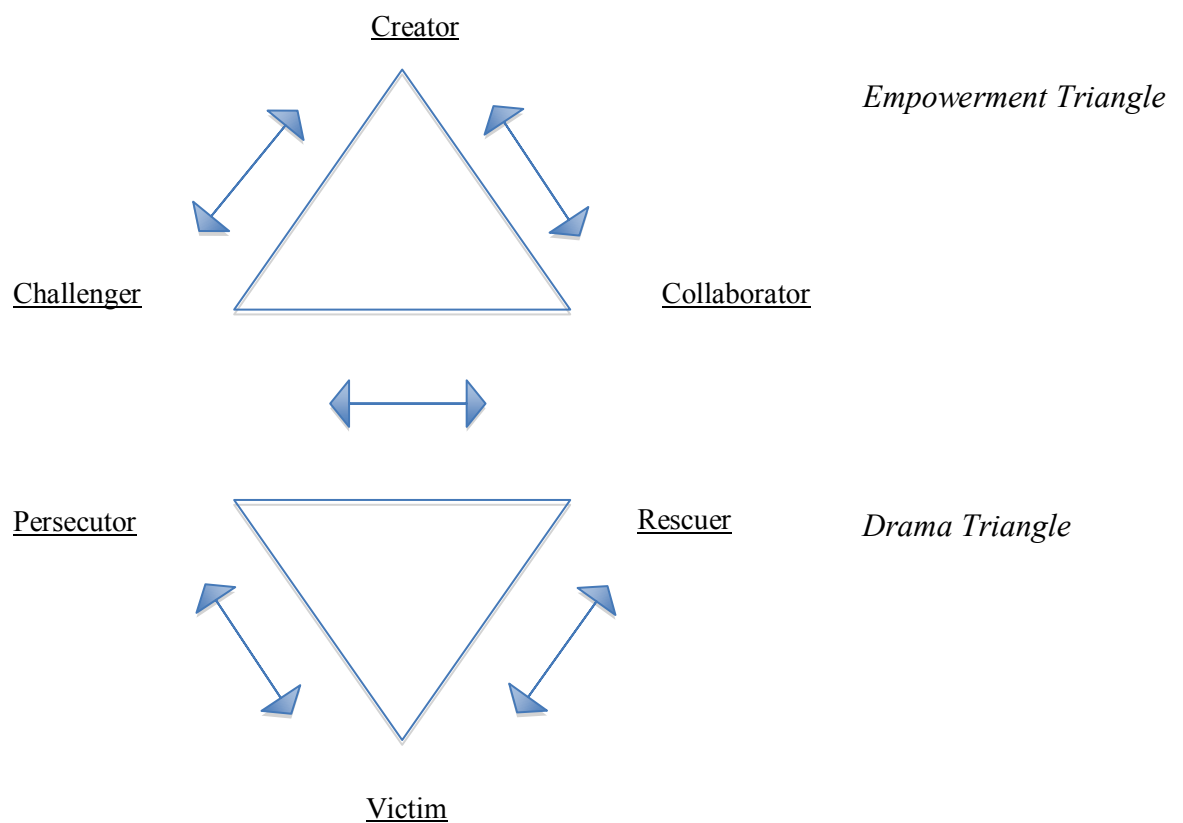 Creator
Empowerment Triangle
Challenger
Collaborator
Persecutor
Rescuer
Drama Triangle
Victim